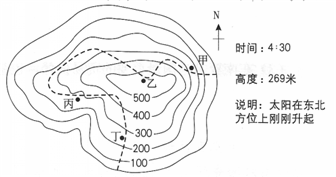 N
甲
乙
丙
丁
500
400
300
200
100
时间：4:30
高度：269米
说明：太阳在东北
方位上刚刚升起